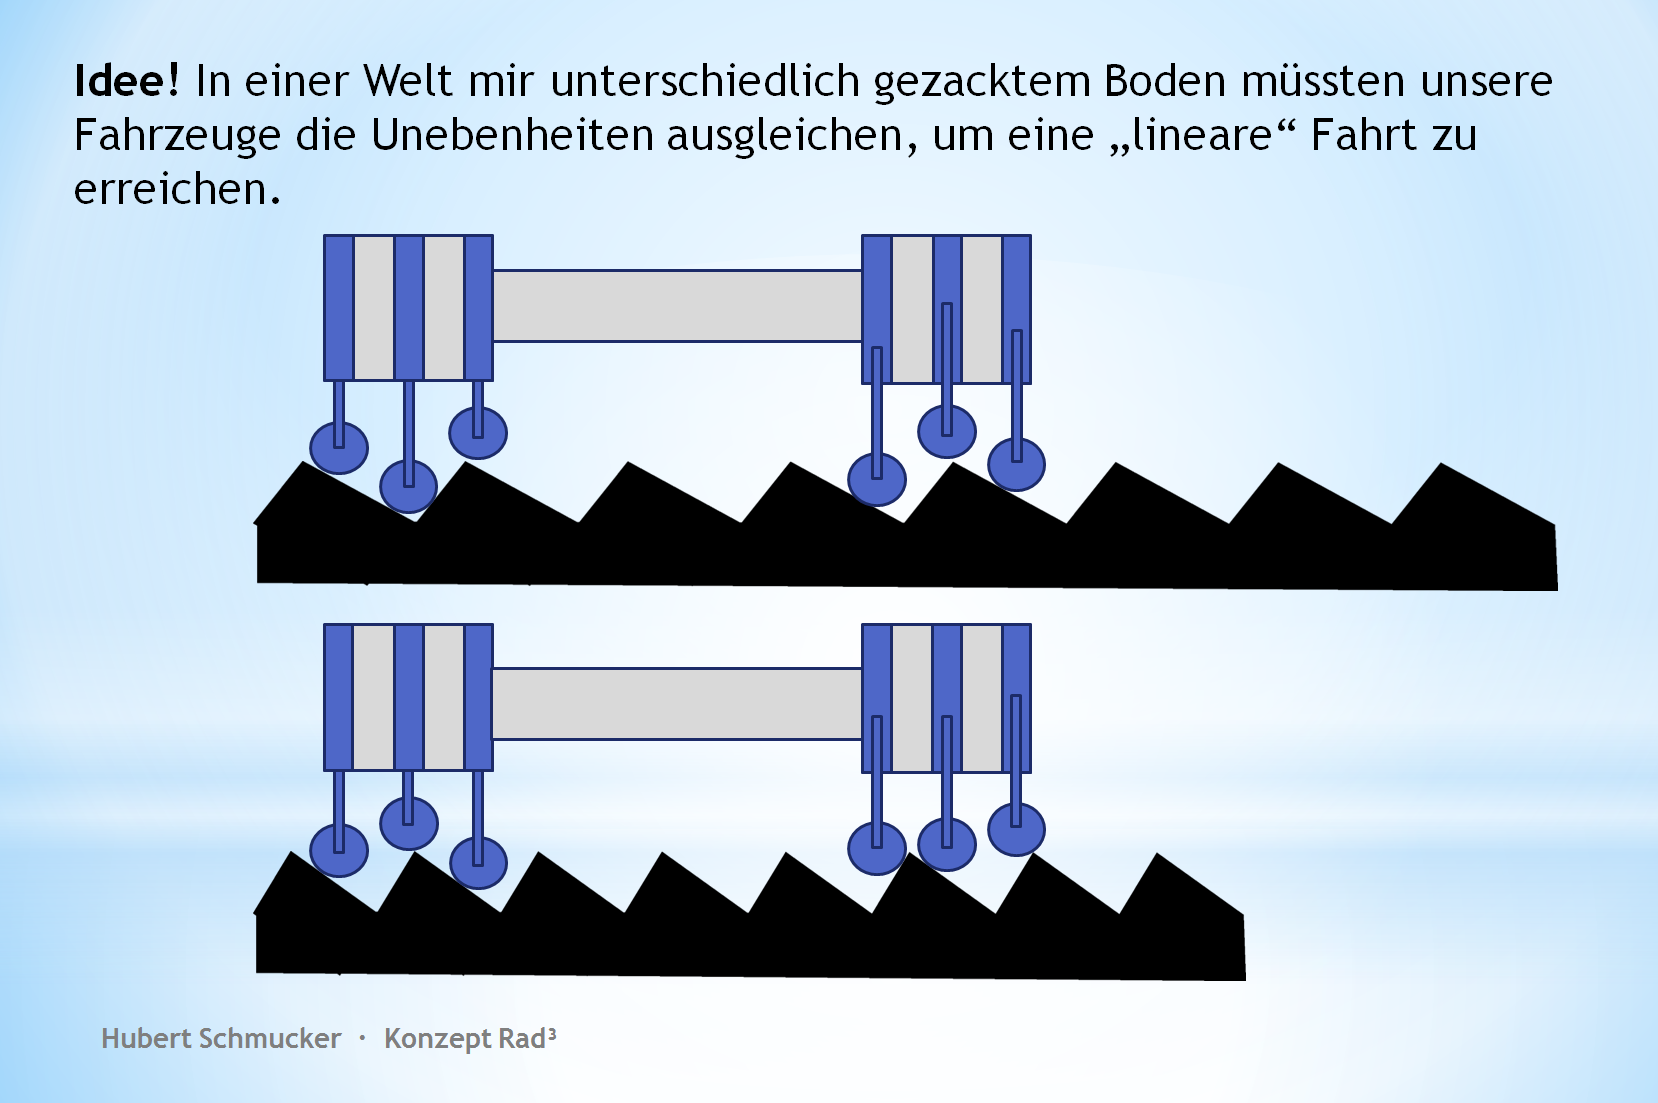 Idee! In einer Welt mir unterschiedlich gezacktem Boden müssten unsere
Fahrzeuge die Unebenheiten ausgleichen, um eine „lineare“ Fahrt zu
erreichen.
Hubert Schmucker · Konzept Rad³